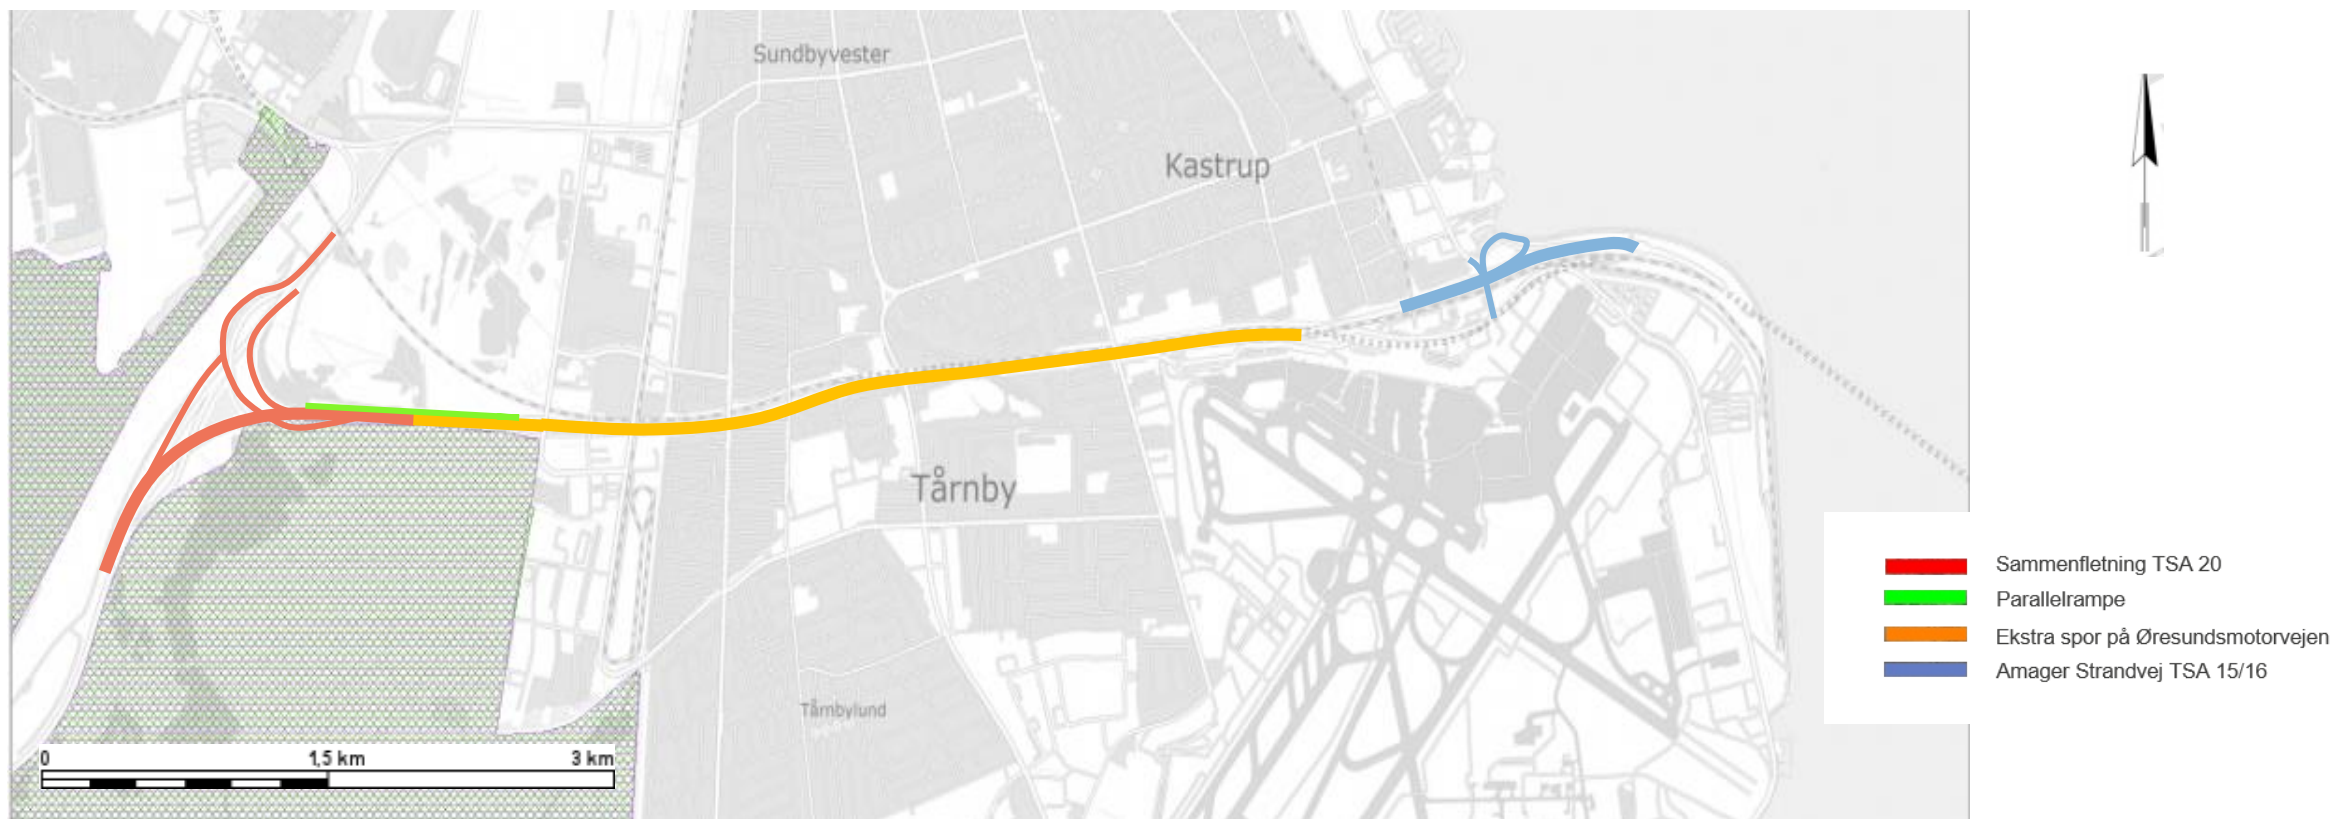 Sundbyvester
Kastrup
Tårnby
Tårnbylund
0 1,5 km 3 km
Sammenfletning TSA 20
Parallelrampe
Ekstra spor på Øresundsmotorvejen
Amager Strandvej TSA 15/16